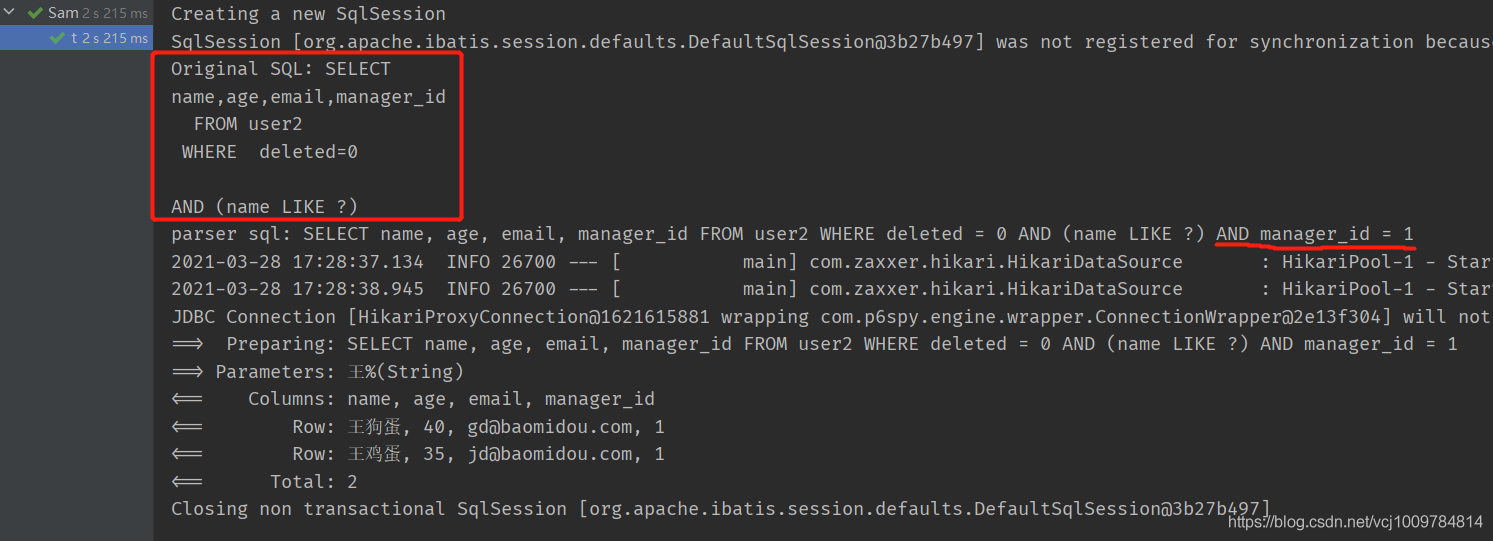 Sam 2 s 215 ms
t 2 s 215 ms
Creating a new SqlSession
SqlSession [org.apache.ibatis.session.defaults.DefaultSqlSession@3b27b497] was not registered for synchronization because
Original SQL: SELECT
name,age,email,manager_id
FROM user2
WHERE  deleted=0
AND (name LIKE ?)
parser sql: SELECT name, age, email, manager_id FROM user2 WHERE deleted = 0 AND (name LIKE ?) AND manager_id = 1
2021-03-28 17:28:37.134  INFO 26700 --- [           main] com.zaxxer.hikari.HikariDataSource       : HikariPool-1 - Star
2021-03-28 17:28:38.945  INFO 26700 --- [           main] com.zaxxer.hikari.HikariDataSource       : HikariPool-1 - Star
JDBC Connection [HikariProxyConnection@1621615881 wrapping com.p6spy.engine.wrapper.ConnectionWrapper@2e13f304] will not
==>  Preparing: SELECT name, age, email, manager_id FROM user2 WHERE deleted = 0 AND (name LIKE ?) AND manager_id = 1
==> Parameters: 王%(String)
<==    Columns: name, age, email, manager_id
<==        Row: 王狗蛋, 40, gd@baomidou.com, 1
<==        Row: 王鸡蛋, 35, jd@baomidou.com, 1
<==      Total: 2
Closing non transactional SqlSession [org.apache.ibatis.session.defaults.DefaultSqlSession@3b27b497]
https://blog.csdn.net/vcj1009784814